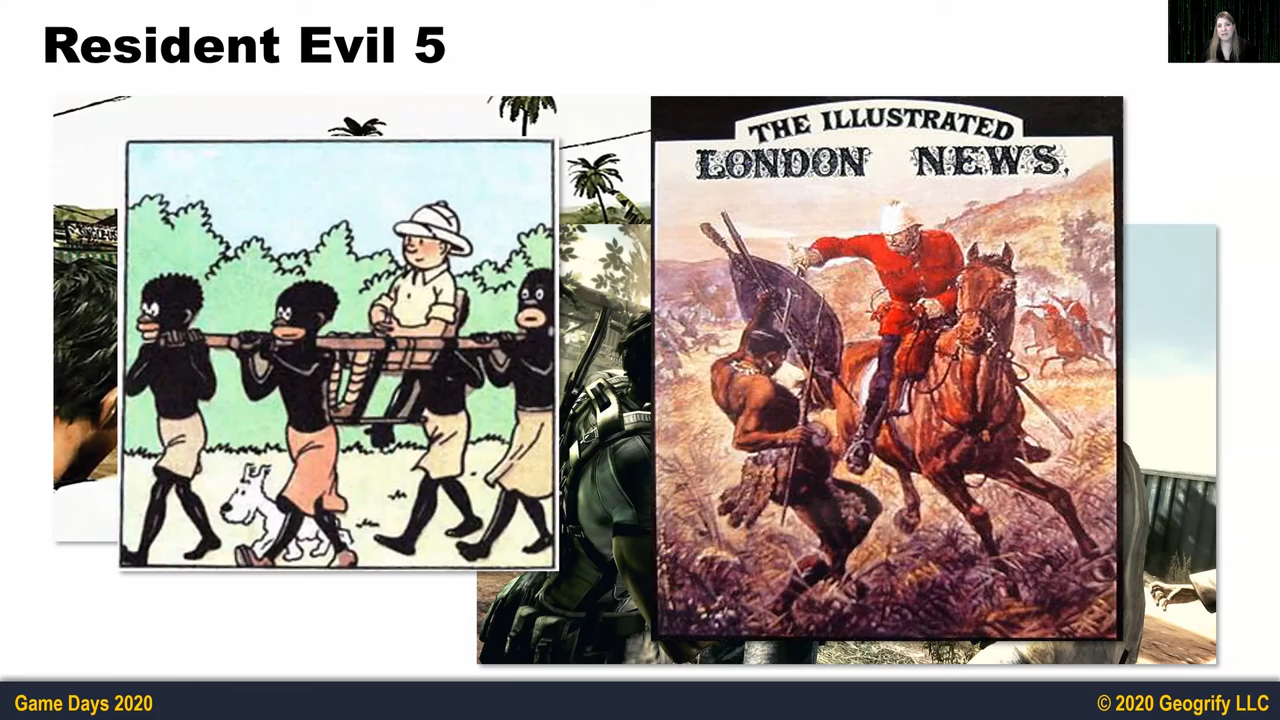 Resident Evil 5
THE ILLUSTRATED
LONDON NEWS.
Game Days 2020
© 2020 Geogrify LLC